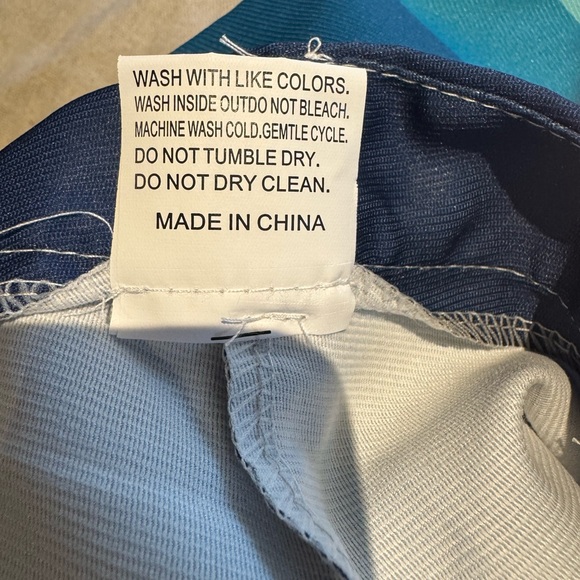 WASH WITH LIKE COLORS.
WASH INSIDE OUTDO NOT BLEACH.
MACHINE WASH COLD.GEMTLE CYCLE.
DO NOT TUMBLE DRY.
DO NOT DRY CLEAN.
MADE IN CHINA